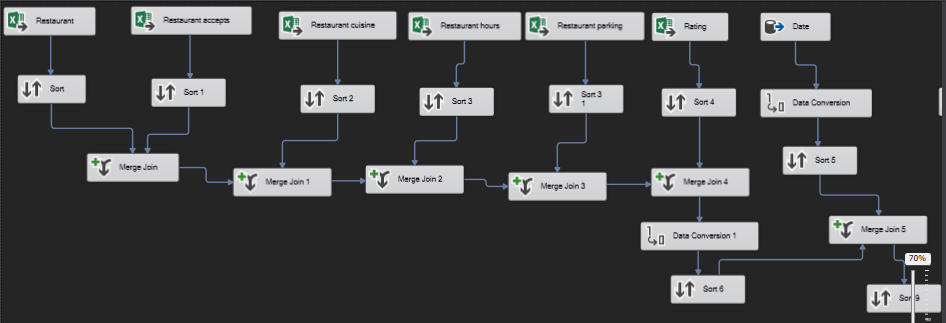 Restaurant
Restaurant accepts
Restaurant cuisine
Restaurant hours
Restaurant parking
Rating
Date
Sort
Sort 1
Sort 2
Sort 3
Sort 3
1
Sort 4
Data Conversion
Merge Join
Merge Join 1
Merge Join 2
Merge Join 3
Merge Join 4
Sort 5
Data Conversion 1
Merge Join 5
70%
Sort 6
Sort 9